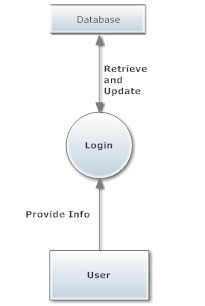 Database
Retrieve
and
Update
Login
Provide Info
User